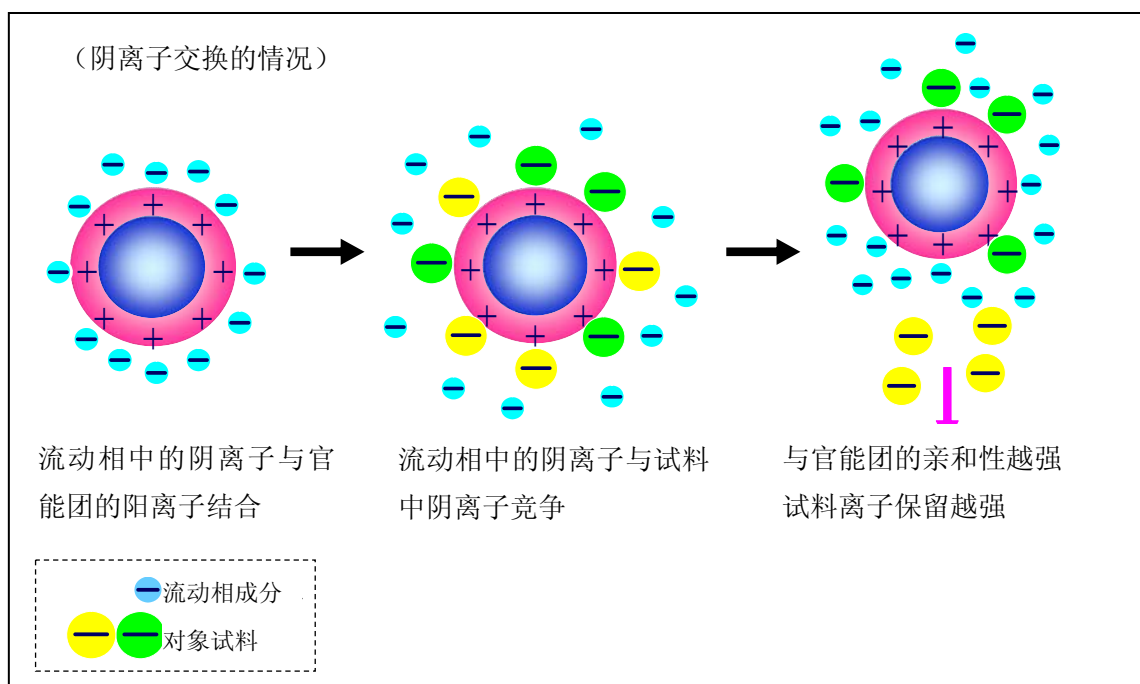 （阴离子交换的情况）
流动相中的阴离子与官
能团的阳离子结合
流动相中的阴离子与试料
中阴离子竞争
与官能团的亲和性越强
试料离子保留越强
流动相成分
对象试料